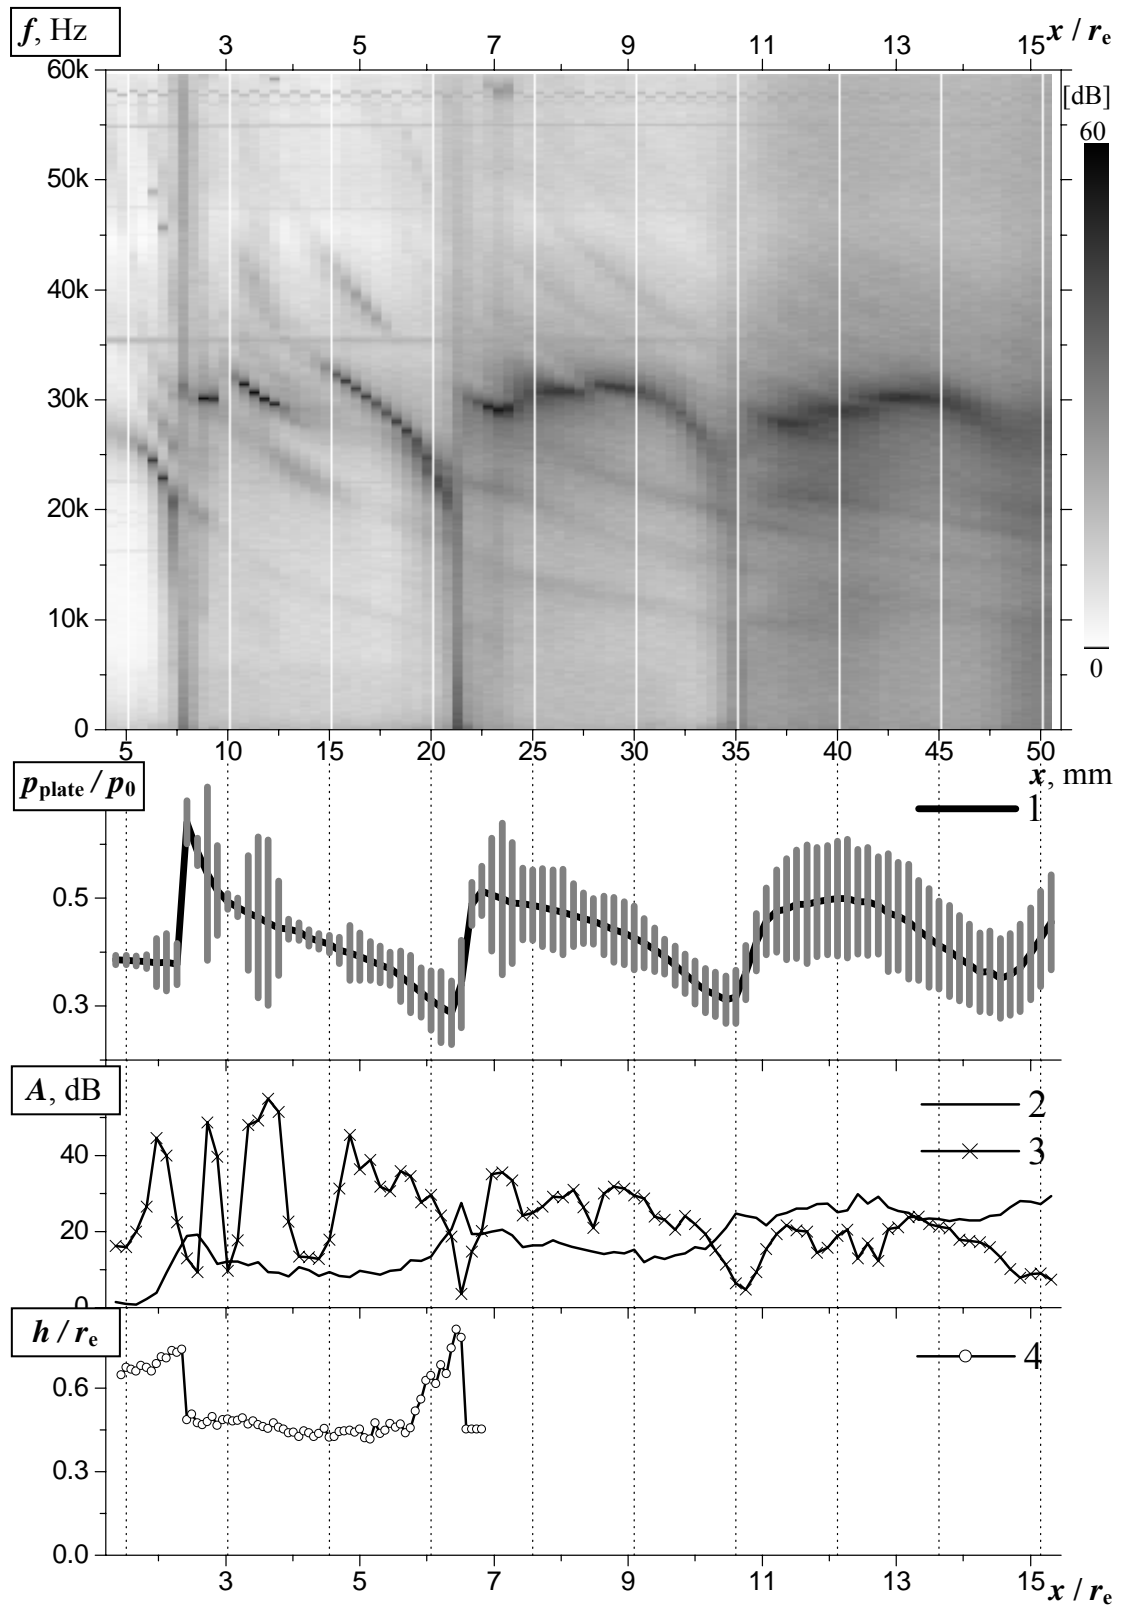 f, Hz
3 5 7 9 11 13 15 x / re
60k
50k
40k
30k
20k
10k
0
[dB]
60
0
5 10 15 20 25 30 35 40 45 50
x, mm
pplate / p0
1
0.5
0.3
A, dB
2
3
40
20
0
h / re
4
0.6
0.3
0.0
3 5 7 9 11 13 15 x / re